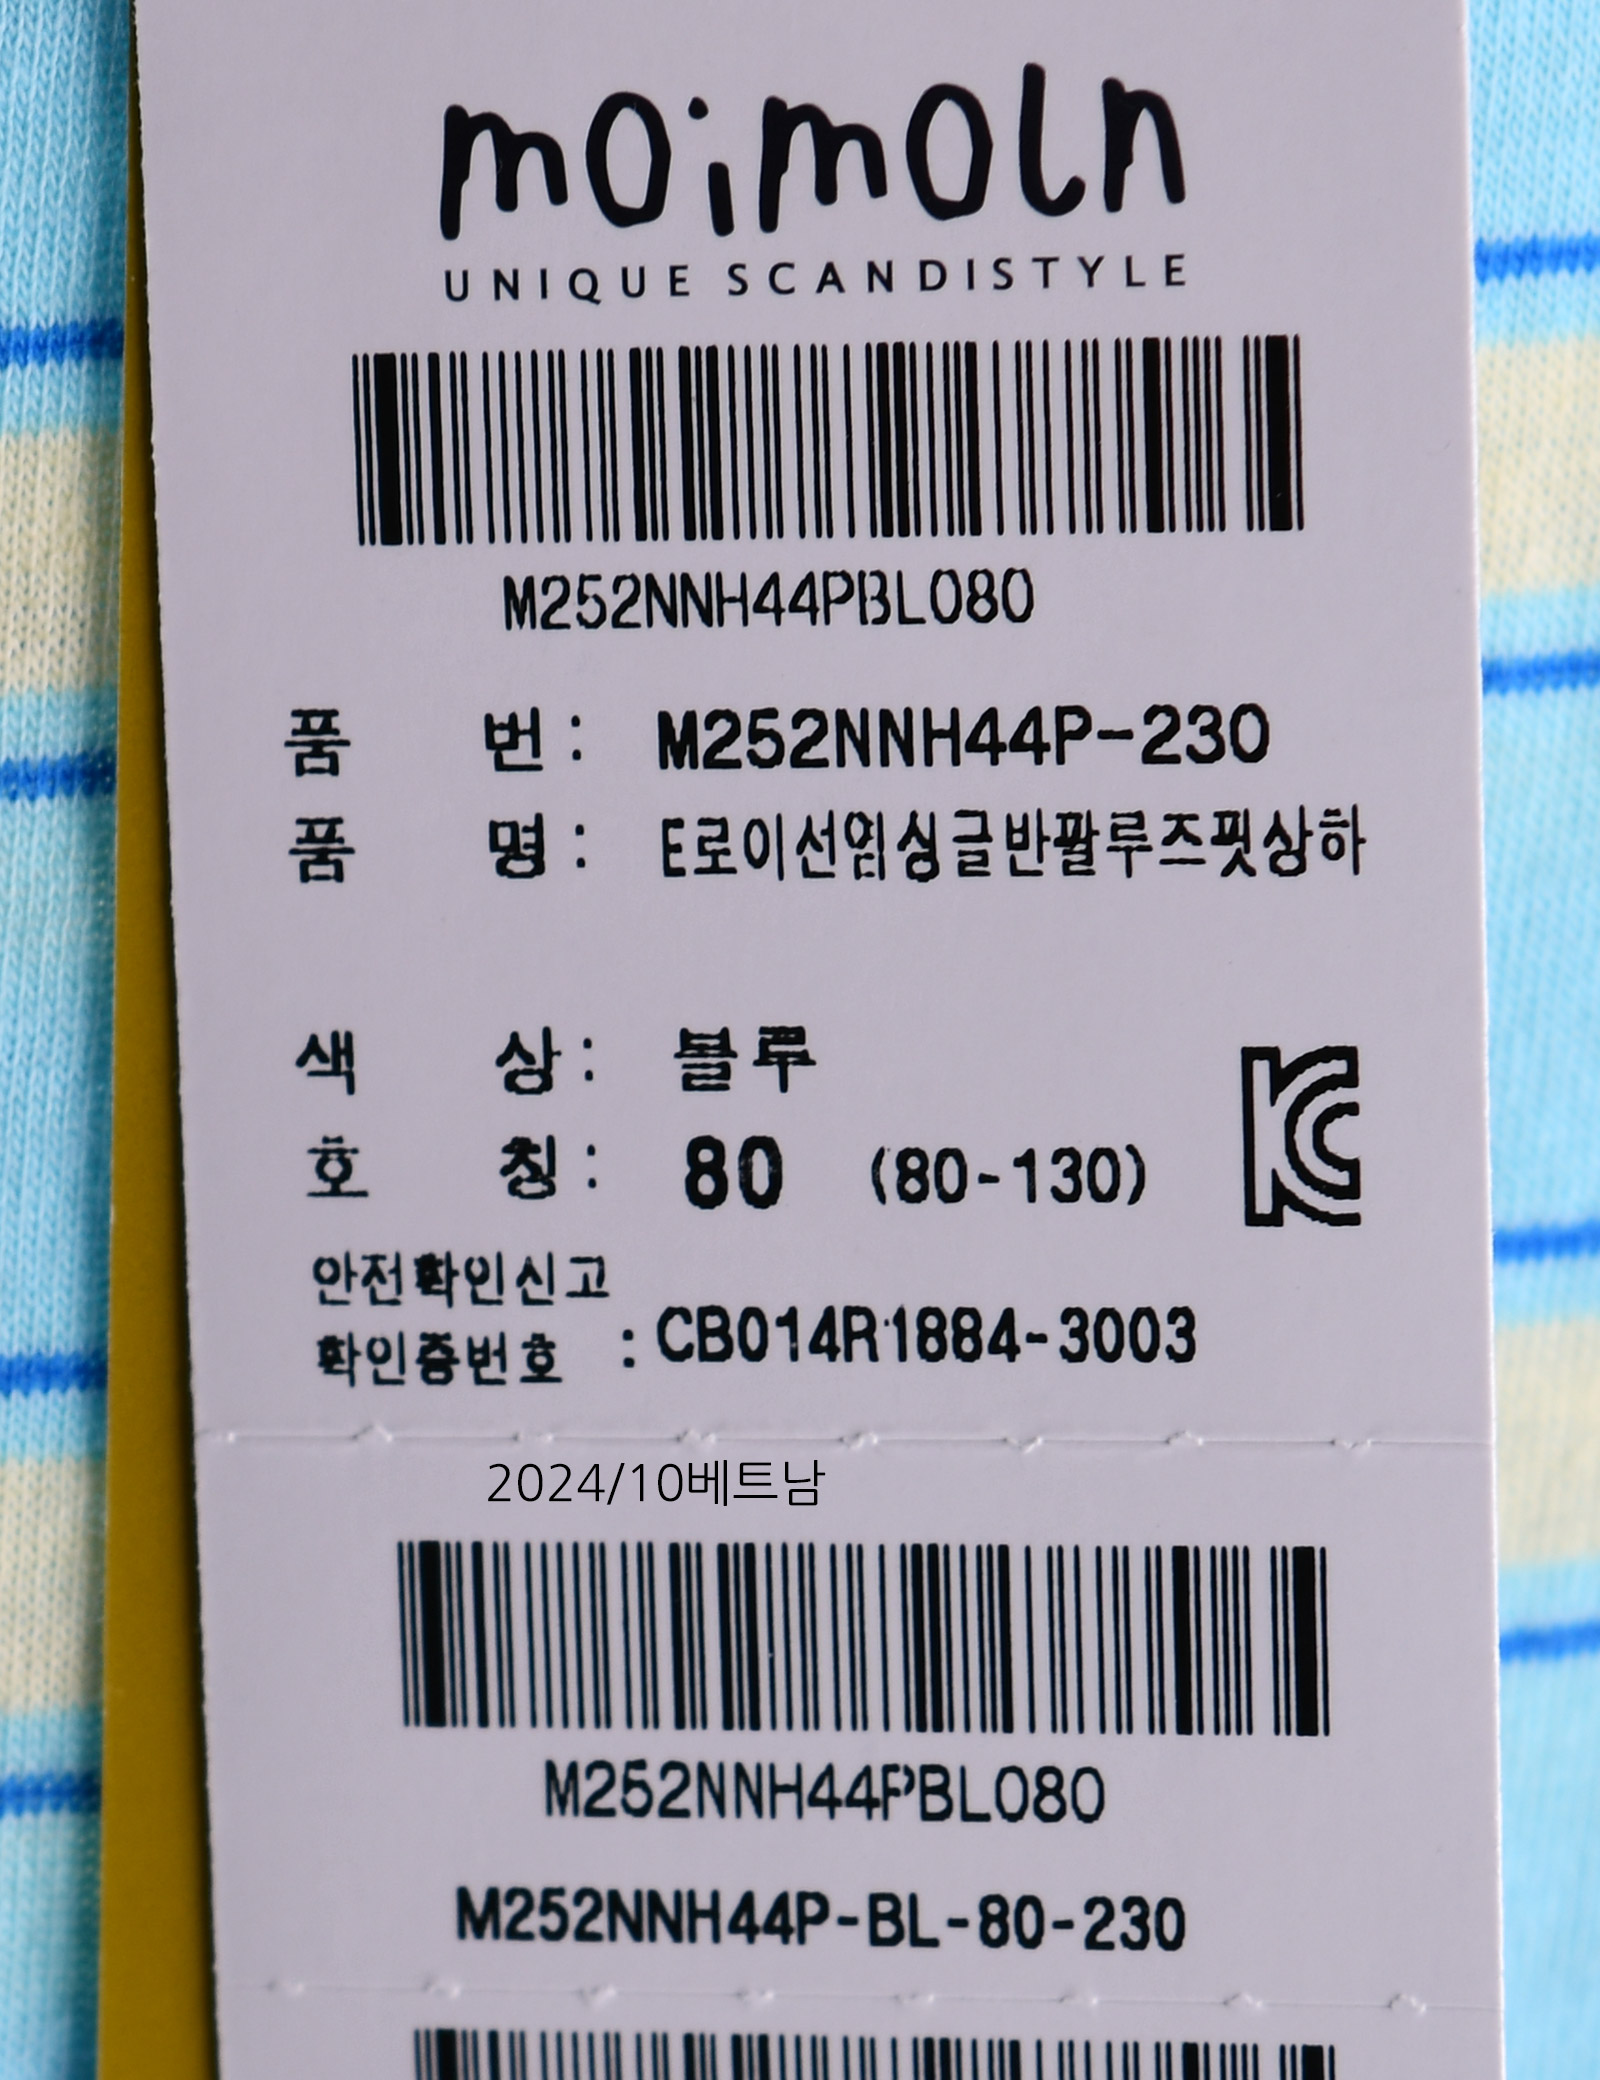 moimoln
UNIQUE SCANDISTYLE
M252NNH44PBL080
품 번 : M252NNH44P-230
품 명 : E로이선염싱글반팔루즈핏상하
색 상 : 블루
호 칭 : 80 (80-130)
안전확인신고
확인증번호 : CB014R1884-3003
2024/10베트남
M252NNH44PBL080
M252NNH44P-BL-80-230